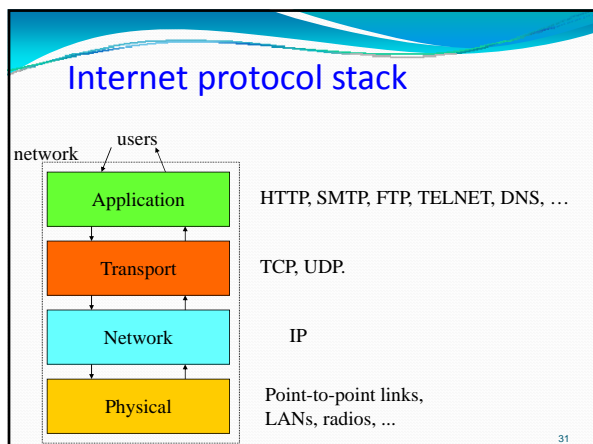 Internet protocol stack
users
network
Application
HTTP, SMTP, FTP, TELNET, DNS, …
Transport
TCP, UDP.
Network
IP
Physical
Point-to-point links,
LANs, radios, ...
31